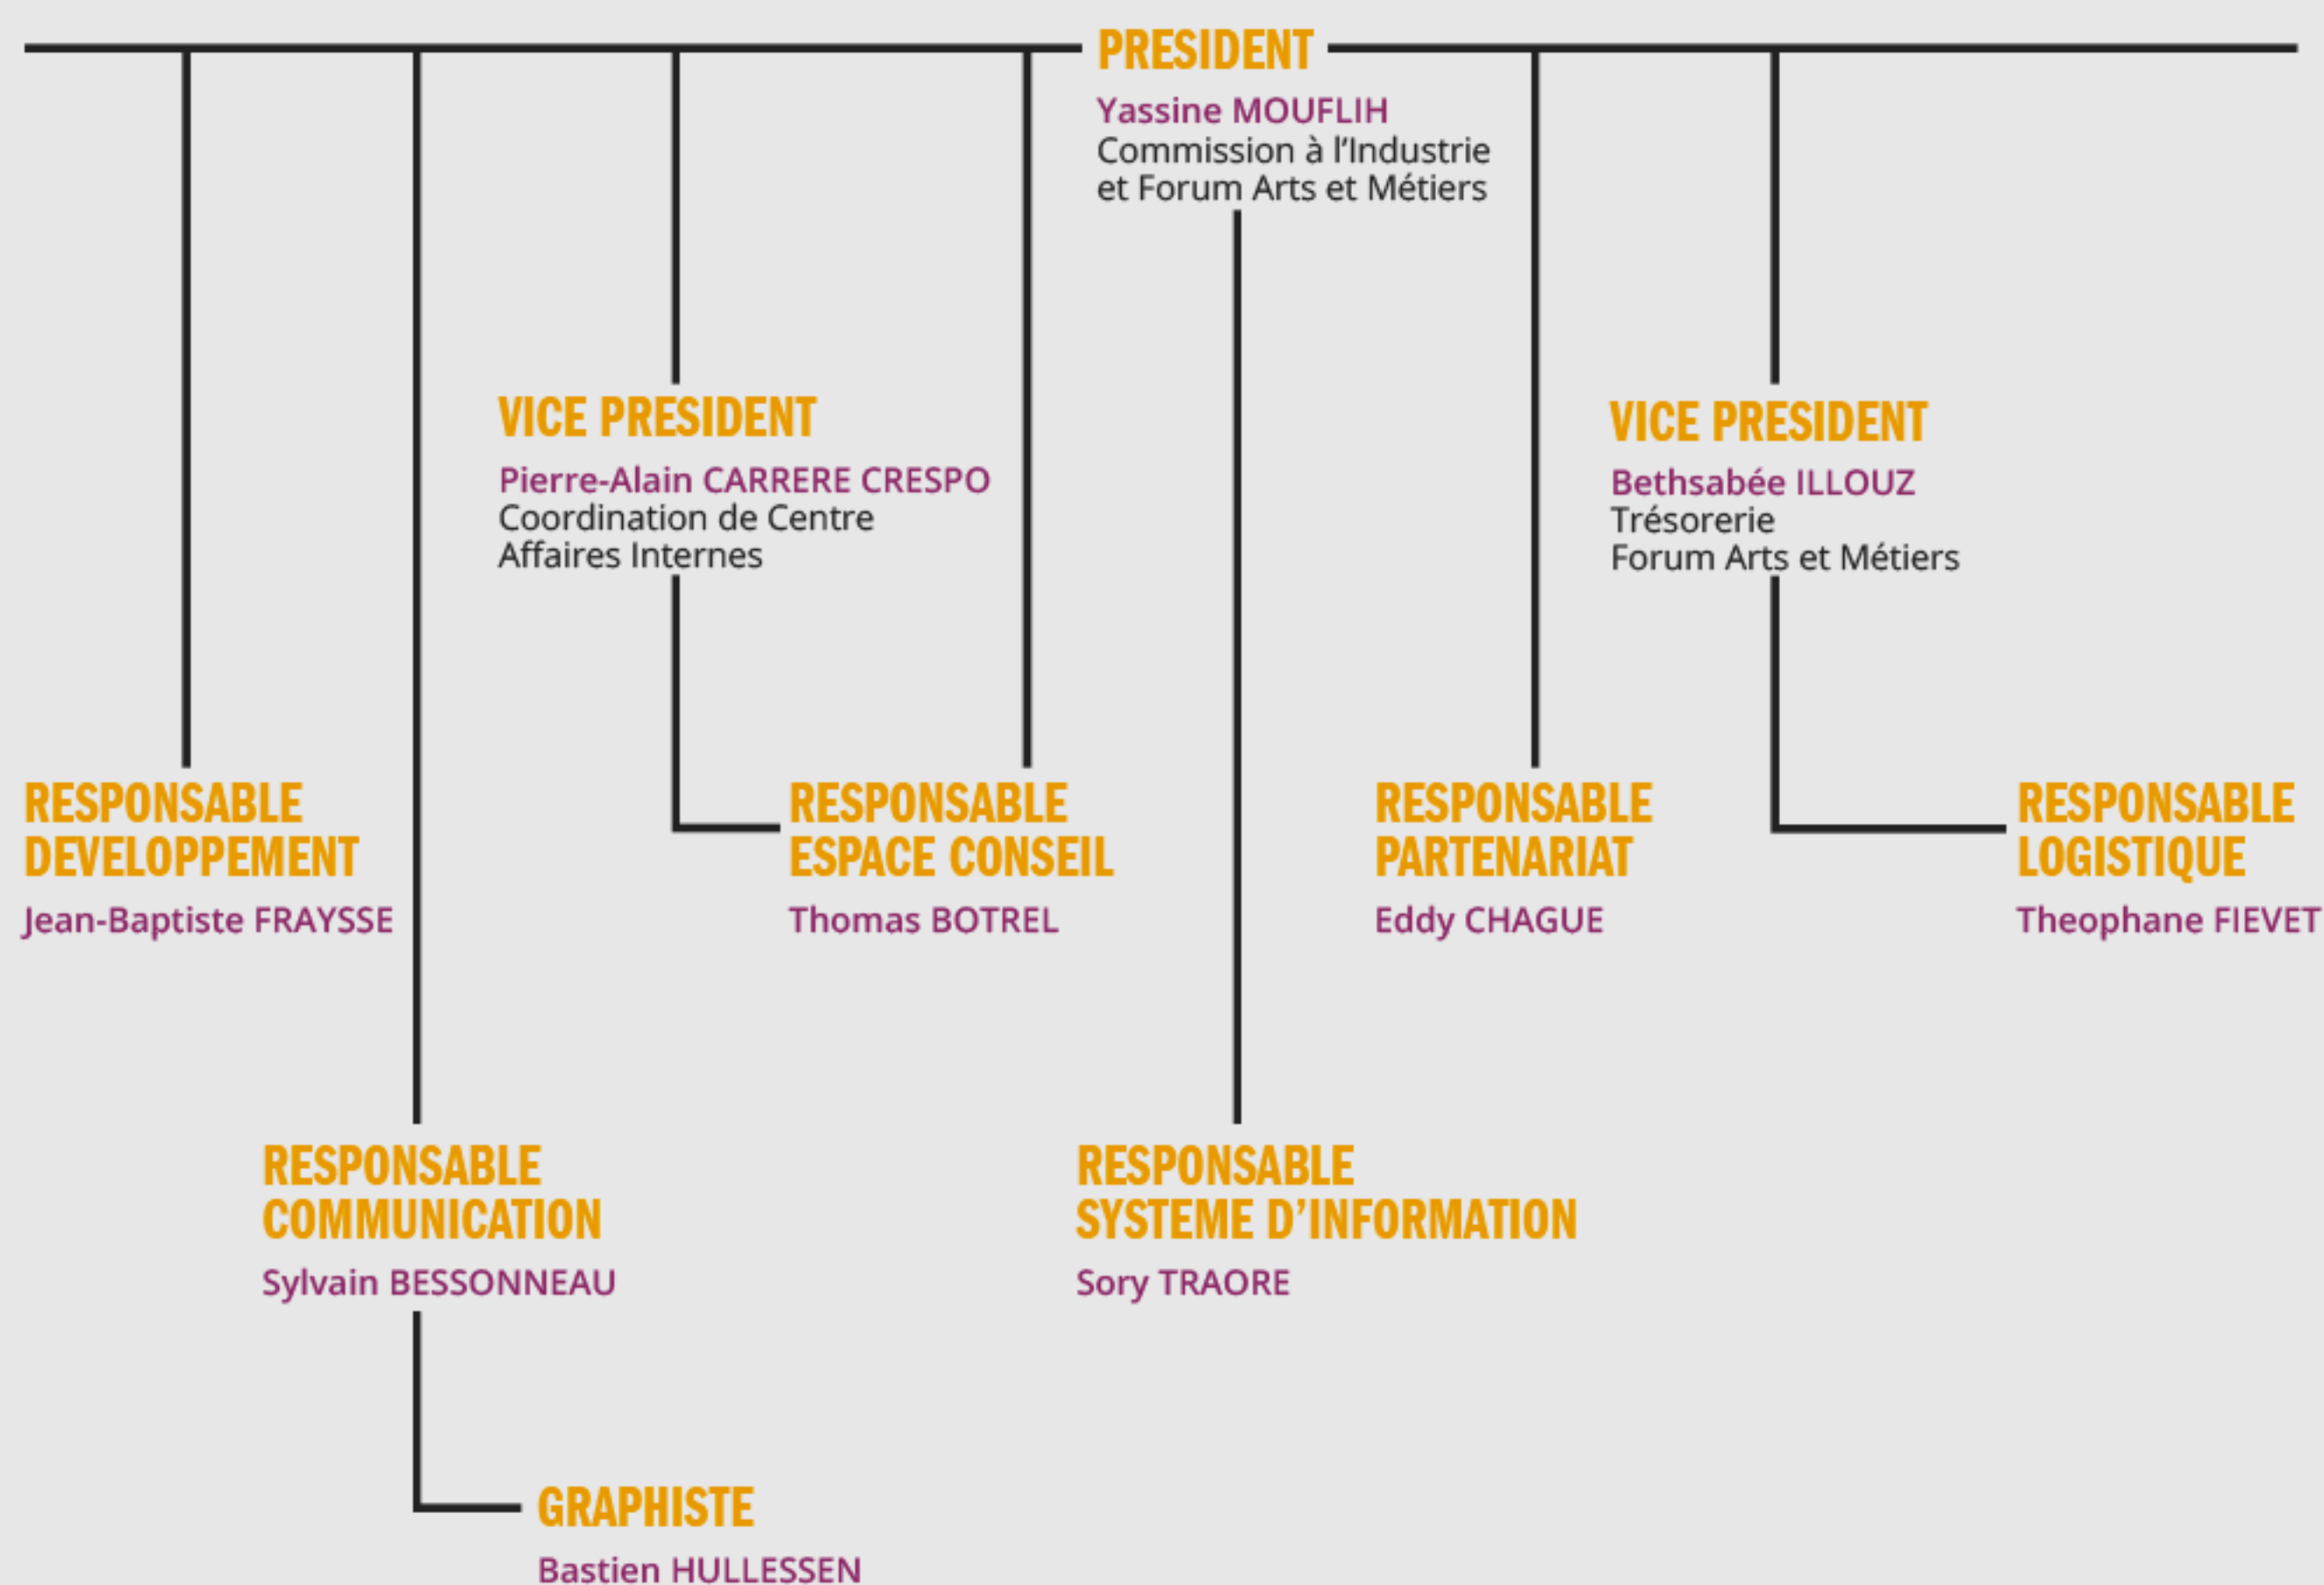 PRESIDENT
Yassine MOUFLIH
Commission à l'Industrie
et Forum Arts et Métiers
VICE PRESIDENT
Pierre-Alain CARRERE CRESPO
Coordination de Centre
Affaires Internes
VICE PRESIDENT
Bethsabée ILLOUZ
Trésorerie
Forum Arts et Métiers
RESPONSABLE
DEVELOPPEMENT
Jean-Baptiste FRAYSSE
RESPONSABLE
ESPACE CONSEIL
Thomas BOTREL
RESPONSABLE
PARTENARIAT
Eddy CHAGUE
RESPONSABLE
LOGISTIQUE
Theophane FIEVET
RESPONSABLE
COMMUNICATION
Sylvain BESSONNEAU
RESPONSABLE
SYSTEME D'INFORMATION
Sory TRAORE
GRAPHISTE
Bastien HULLESSEN